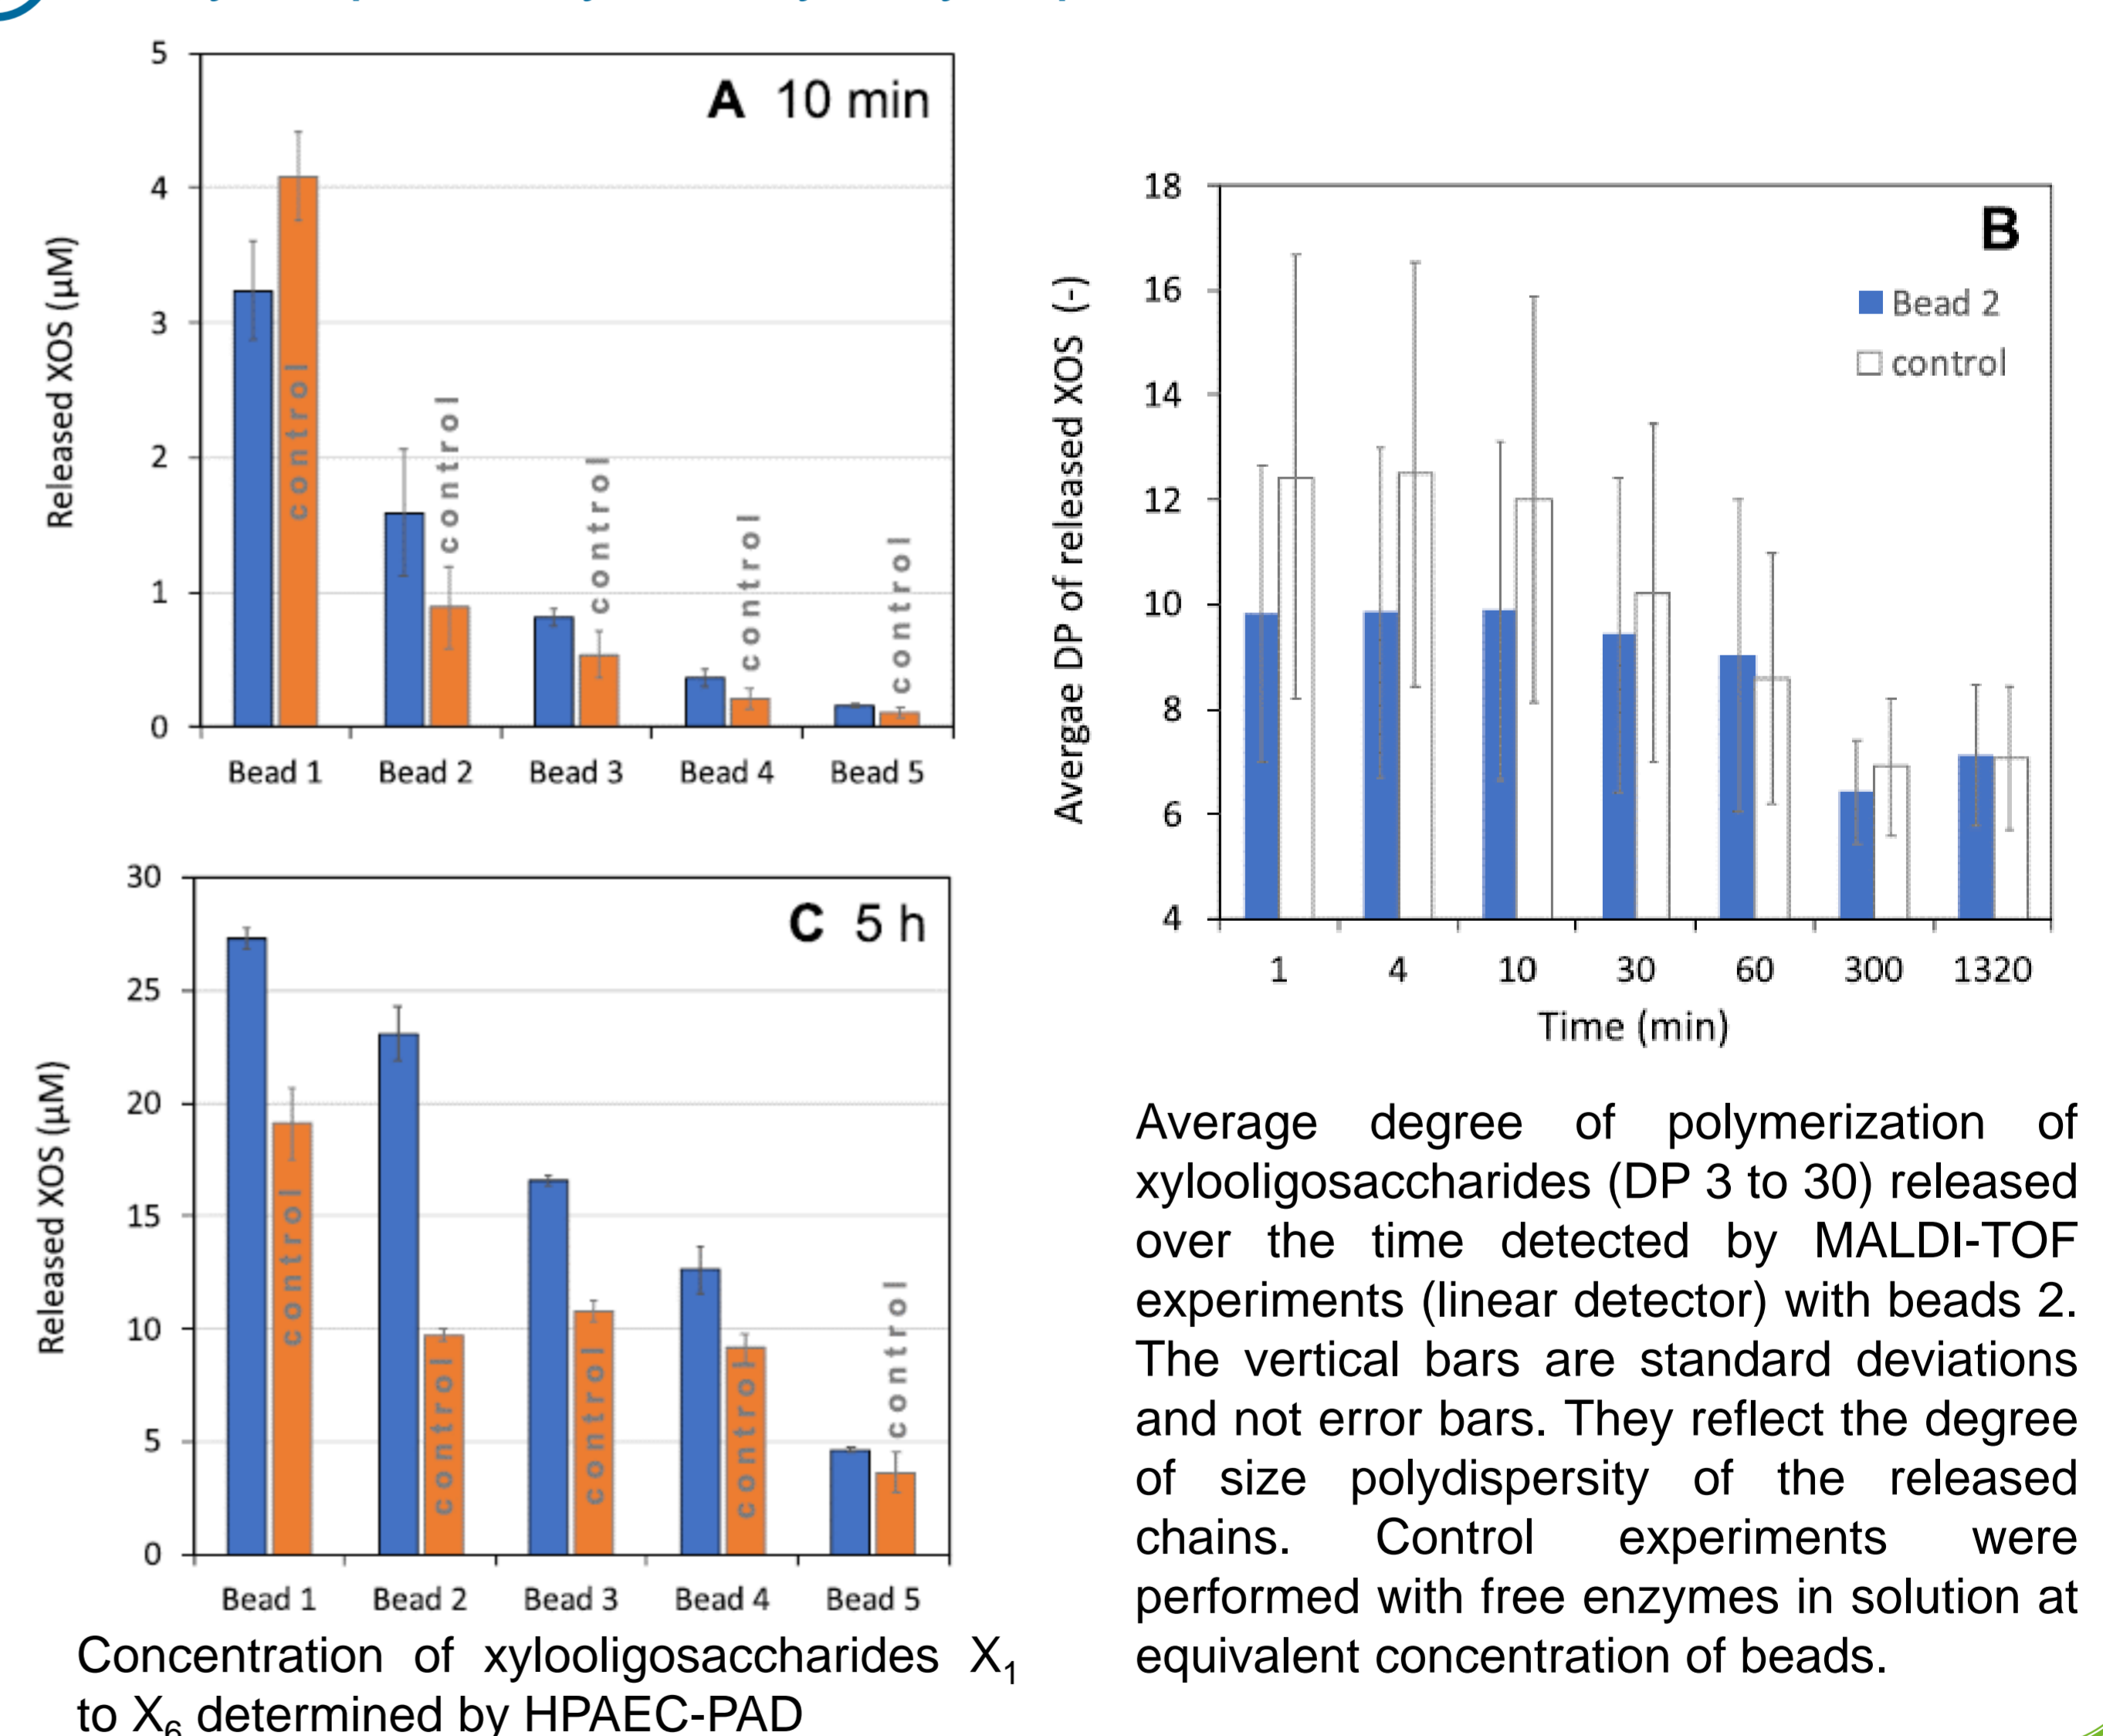 5
4
3
2
1
0
Released XOS (µM)
A 10 min
control
control
control
control
control
Bead 1
Bead 2
Bead 3
Bead 4
Bead 5
30
25
20
15
10
5
0
Released XOS (µM)
C 5 h
control
control
control
control
control
Bead 1
Bead 2
Bead 3
Bead 4
Bead 5
Concentration of xylooligosaccharides X₁
to X₆ determined by HPAEC-PAD
18
16
14
12
10
8
6
4
Avergae DP of released XOS (-)
B
Bead 2
control
1
4
10
30
60
300
1320
Time (min)
Average degree of polymerization of
xylooligosaccharides (DP 3 to 30) released
over the time detected by MALDI-TOF
experiments (linear detector) with beads 2.
The vertical bars are standard deviations
and not error bars. They reflect the degree
of size polydispersity of the released
chains. Control experiments were
performed with free enzymes in solution at
equivalent concentration of beads.